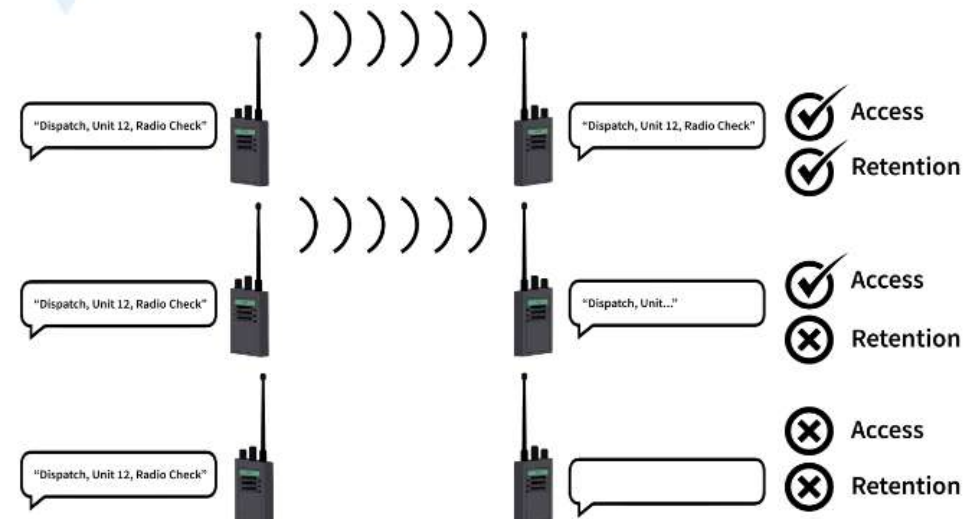 “Dispatch, Unit 12, Radio Check”
“Dispatch, Unit 12, Radio Check”
Access
Retention
“Dispatch, Unit 12, Radio Check”
“Dispatch, Unit...”
Access
Retention
“Dispatch, Unit 12, Radio Check”
Access
Retention